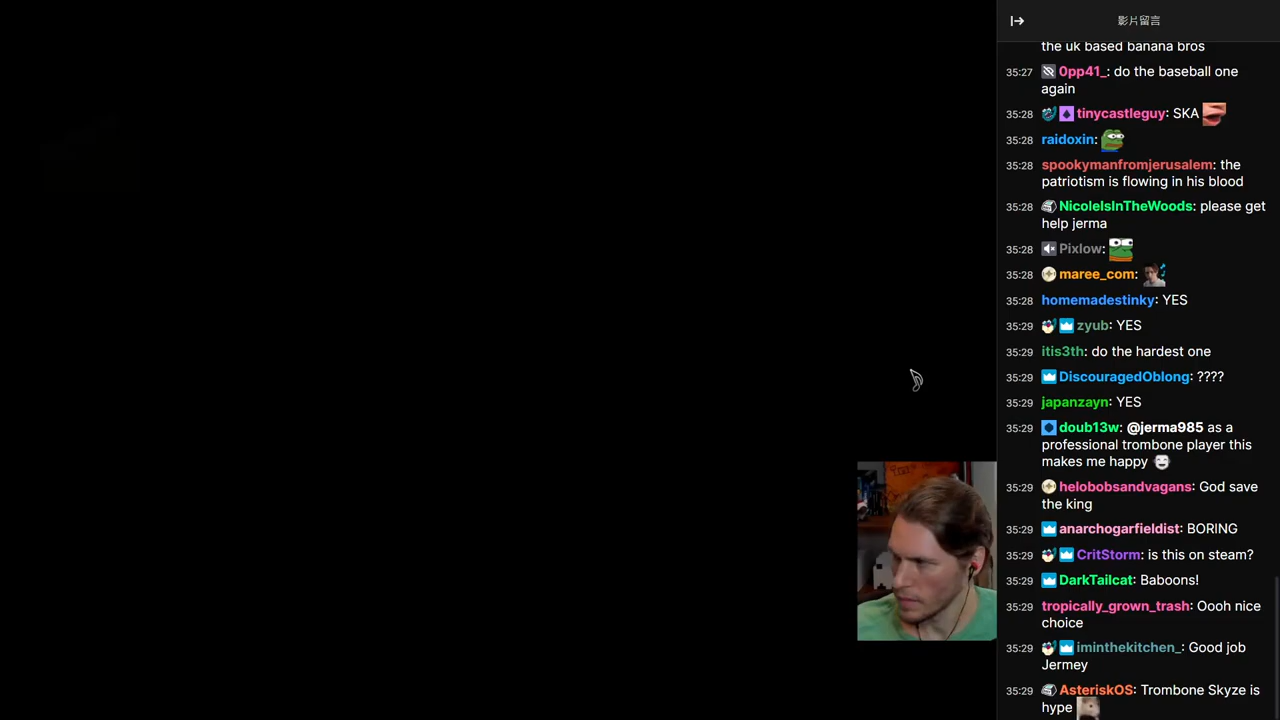 影片留言
the uk based banana bros
35:27 0pp41_: do the baseball one
again
35:28 tinycastleguy: SKA
35:28 raidoxin:
35:28 spookymanfromjerusalem: the
patriotism is flowing in his blood
35:28 NicoleIsInTheWoods: please get
help jerma
35:28 Pixlow:
35:28 maree_com:
35:28 homemadestinky: YES
35:29 zyub: YES
35:29 itis3th: do the hardest one
35:29 DiscouragedOblong: ????
35:29 japanzayn: YES
35:29 doub13w: @jerma985 as a
professional trombone player this
makes me happy
35:29 helobobsandvagans: God save
the king
35:29 anarchogarfieldist: BORING
35:29 CritStorm: is this on steam?
35:29 DarkTailcat: Baboons!
35:29 tropically_grown_trash: Oooh nice
choice
35:29 iminthekitchen_: Good job
Jermey
35:29 AsteriskOS: Trombone Skyze is
hype